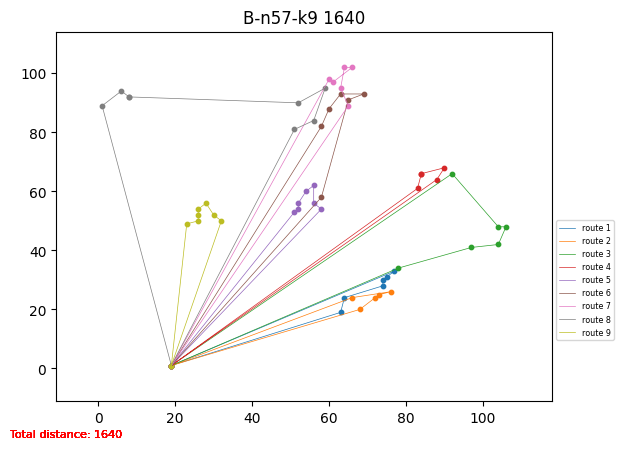 B-n57-k9 1640
100
80
60
40
20
0
0 20 40 60 80 100
route 1
route 2
route 3
route 4
route 5
route 6
route 7
route 8
route 9
Total distance: 1640